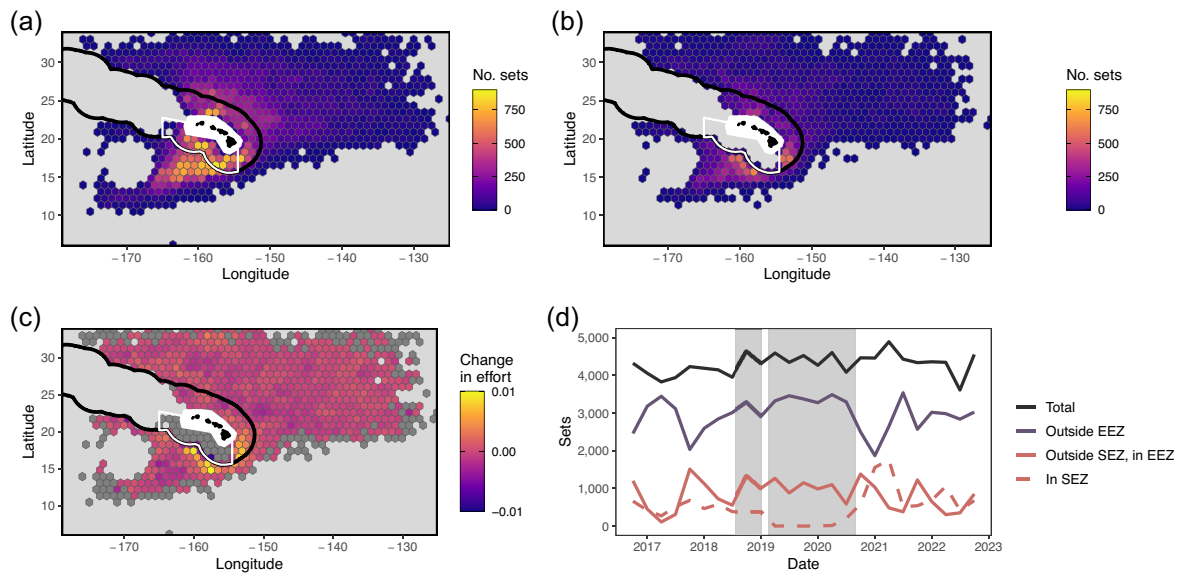 (a)
No. sets
750
500
250
0
Latitude
30
25
20
15
10
−170
−160
−150
−140
−130
Longitude
(b)
No. sets
750
500
250
0
Latitude
30
25
20
15
10
−170
−160
−150
−140
−130
Longitude
(c)
Change
in effort
0.01
0.00
−0.01
Latitude
30
25
20
15
10
−170
−160
−150
−140
−130
Longitude
(d)
Sets
5,000
4,000
3,000
2,000
1,000
0
2017
2018
2019
2020
2021
2022
2023
Date
Total
Outside EEZ
Outside SEZ, in EEZ
In SEZ